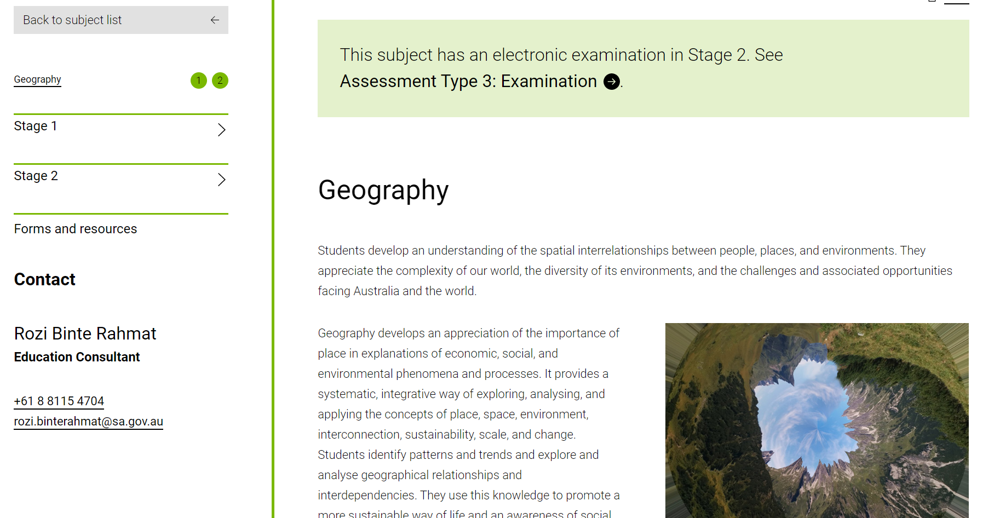 Back to subject list
Geography
1 2
Stage 1
Stage 2
Forms and resources
Contact
Rozi Binte Rahmat
Education Consultant
+61 8 8115 4704
rozi.binterahmat@sa.gov.au
This subject has an electronic examination in Stage 2. See
Assessment Type 3: Examination .
Geography
Students develop an understanding of the spatial interrelationships between people, places, and environments. They
appreciate the complexity of our world, the diversity of its environments, and the challenges and associated opportunities
facing Australia and the world.
Geography develops an appreciation of the importance of
place in explanations of economic, social, and
environmental phenomena and processes. It provides a
systematic, integrative way of exploring, analysing, and
applying the concepts of place, space, environment,
interconnection, sustainability, scale, and change.
Students identify patterns and trends and explore and
analyse geographical relationships and
interdependencies. They use this knowledge to promote a
more sustainable way of life and an awareness of social